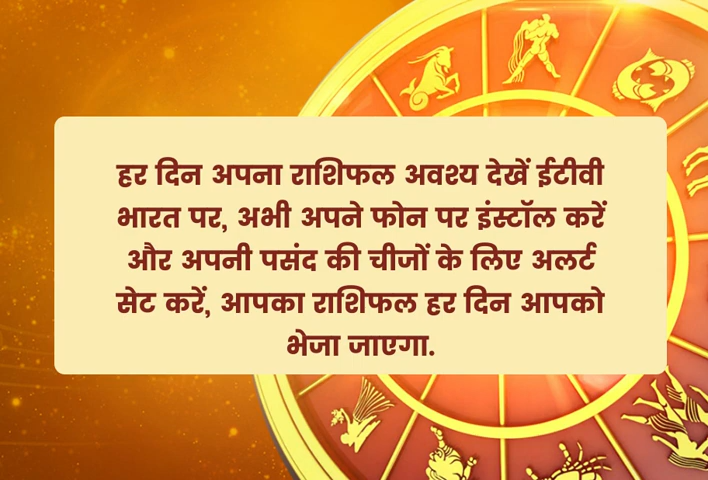 हर दिन अपना राशिफल अवश्य देखें ईटीवी
भारत पर, अभी अपने फोन पर इंस्टॉल करें
और अपनी पसंद की चीजों के लिए अलर्ट
सेट करें, आपका राशिफल हर दिन आपको
भेजा जाएगा.